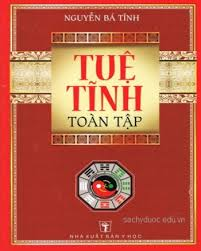 NGUYỄN BÁ TĨNH
TUỆ
TĨNH
TOÀN TẬP
sachyduoc.edu.vn
NHÀ XUẤT BẢN Y HỌC